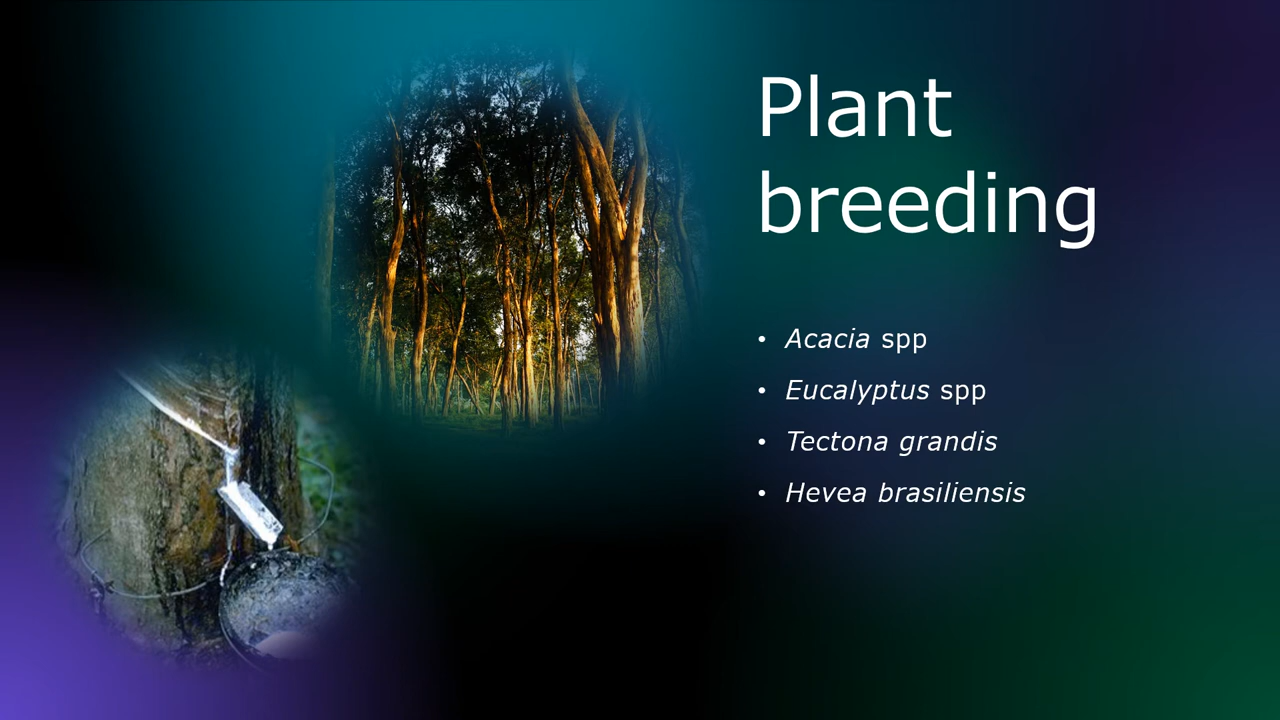 Plant
breeding
• Acacia spp
• Eucalyptus spp
• Tectona grandis
• Hevea brasiliensis